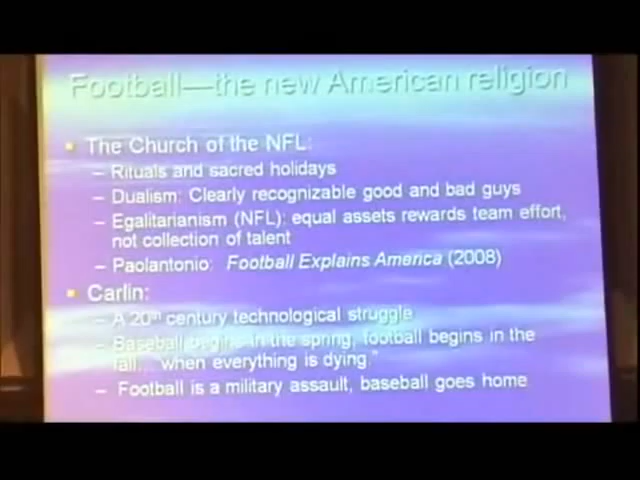 Football—the new American religion
The Church of the NFL:
– Rituals and sacred holidays
– Dualism: Clearly recognizable good and bad guys
– Egalitarianism (NFL): equal assets rewards team effort,
not collection of talent
– Paolantonio: Football Explains America (2008)
Carlin:
– A 20th century technological struggle
– Baseball begins in the spring, football begins in the
fall... when everything is dying."
– Football is a military assault, baseball goes home